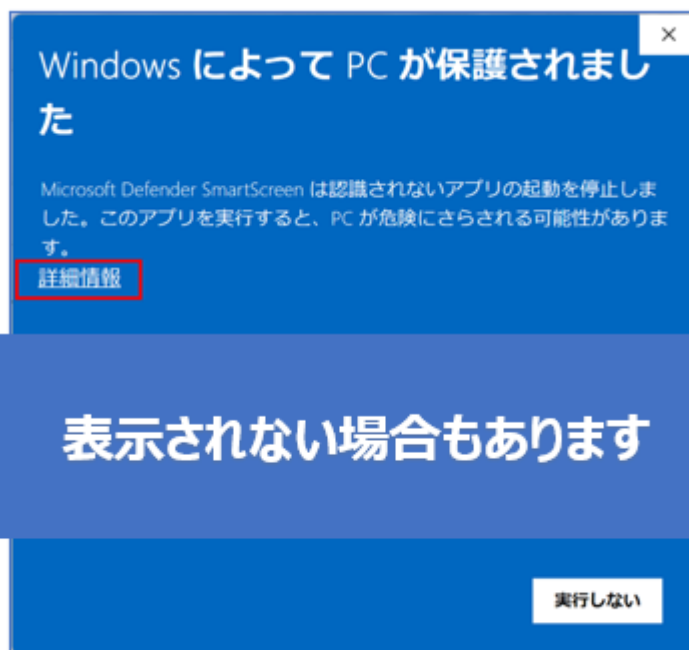 Windows によって PC が保護されまし
た
Microsoft Defender SmartScreen は認識されないアプリの起動を停止しま
した。このアプリを実行すると、PC が危険にさらされる可能性がありま
す。
詳細情報
表示されない場合もあります
実行しない